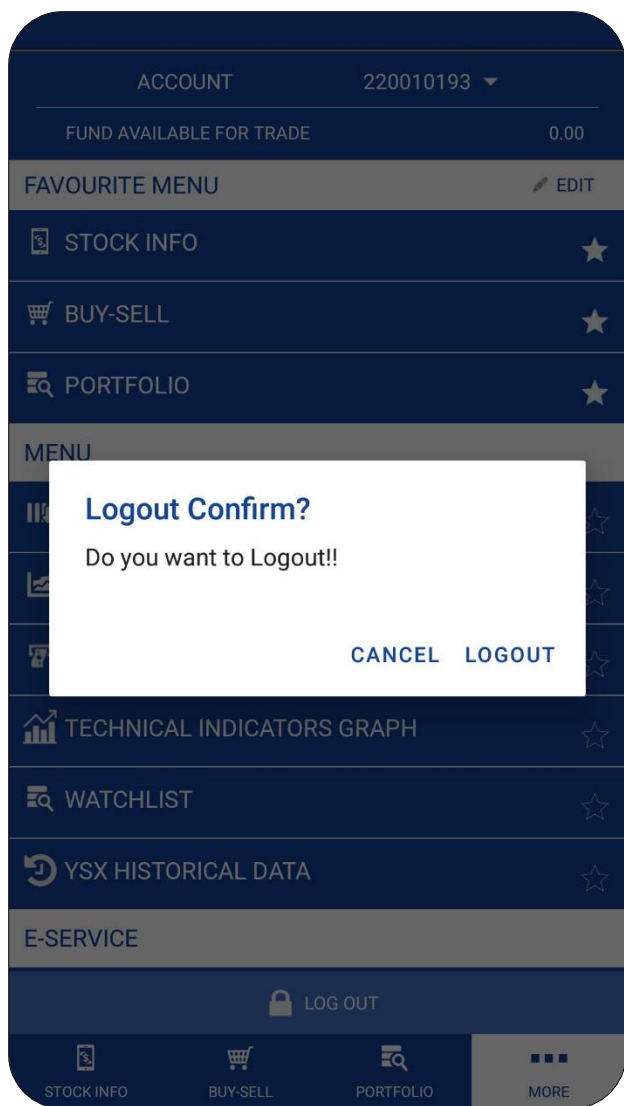 ACCOUNT 220010193
FUND AVAILABLE FOR TRADE 0.00
FAVOURITE MENU EDIT
STOCK INFO
BUY-SELL
PORTFOLIO
MENU
Logout Confirm?
Do you want to Logout!!
CANCEL LOGOUT
TECHNICAL INDICATORS GRAPH
WATCHLIST
YSX HISTORICAL DATA
E-SERVICE
LOG OUT
STOCK INFO BUY-SELL PORTFOLIO MORE